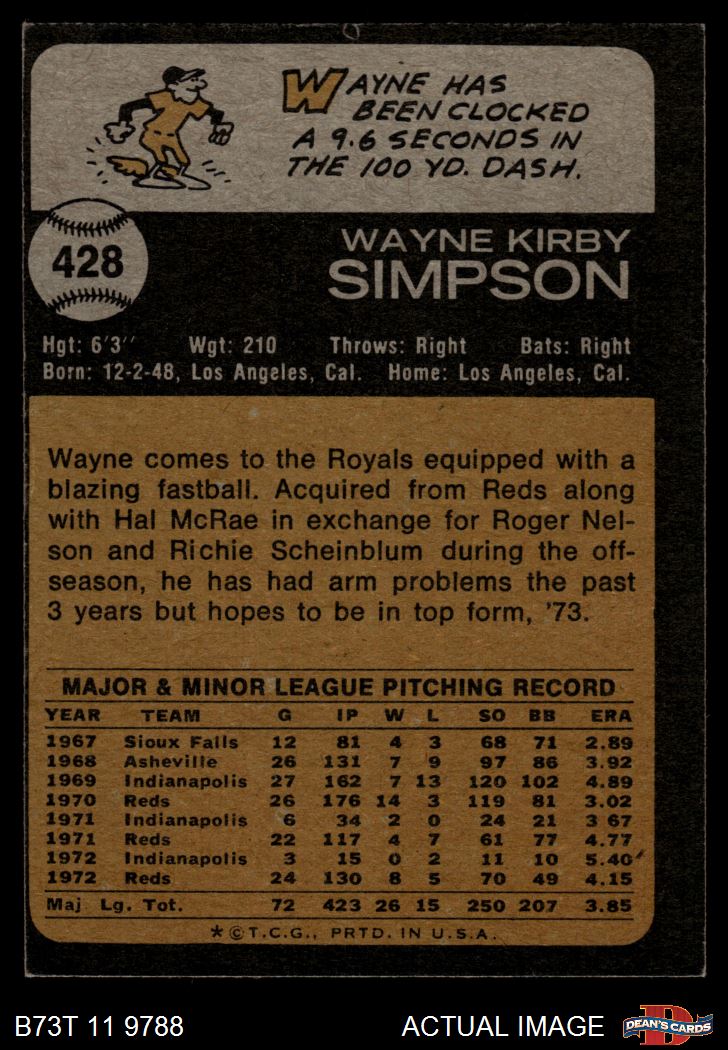 WAYNE HAS
BEEN CLOCKED
A 9.6 SECONDS IN
THE 100 YD. DASH.
428
WAYNE KIRBY
SIMPSON
Hgt: 6'3" Wgt: 210 Throws: Right Bats: Right
Born: 12-2-48, Los Angeles, Cal. Home: Los Angeles, Cal.
Wayne comes to the Royals equipped with a
blazing fastball. Acquired from Reds along
with Hal McRae in exchange for Roger Nel-
son and Richie Scheinblum during the off-
season, he has had arm problems the past
3 years but hopes to be in top form, '73.
MAJOR & MINOR LEAGUE PITCHING RECORD
YEAR TEAM G IP W L SO BB ERA
1967 Sioux Falls 12 81 4 3 68 71 2.89
1968 Asheville 26 131 7 9 97 86 3.92
1969 Indianapolis 27 162 7 13 120 102 4.89
1970 Reds 26 176 14 3 119 81 3.02
1971 Indianapolis 6 34 2 0 24 21 3 67
1971 Reds 22 117 4 7 61 77 4.77
1972 Indianapolis 3 15 0 2 11 10 5.40
1972 Reds 24 130 8 5 70 49 4.15
Maj Lg. Tot. 72 423 26 15 250 207 3.85
*©T.C.G., PRTD. IN U.S.A.
B73T 11 9788 ACTUAL IMAGE DEAN'S CARDS